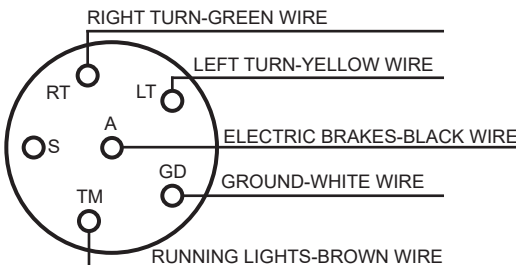 RIGHT TURN-GREEN WIRE
LEFT TURN-YELLOW WIRE
RT
LT
A
S
ELECTRIC BRAKES-BLACK WIRE
GD
GROUND-WHITE WIRE
TM
RUNNING LIGHTS-BROWN WIRE